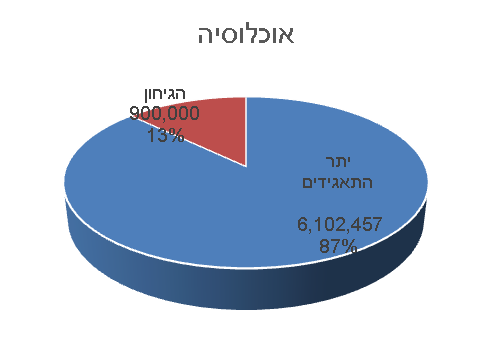 אוכלוסיה
הגיחון
900,000
13%
יתר
התאגידים
6,102,457
87%